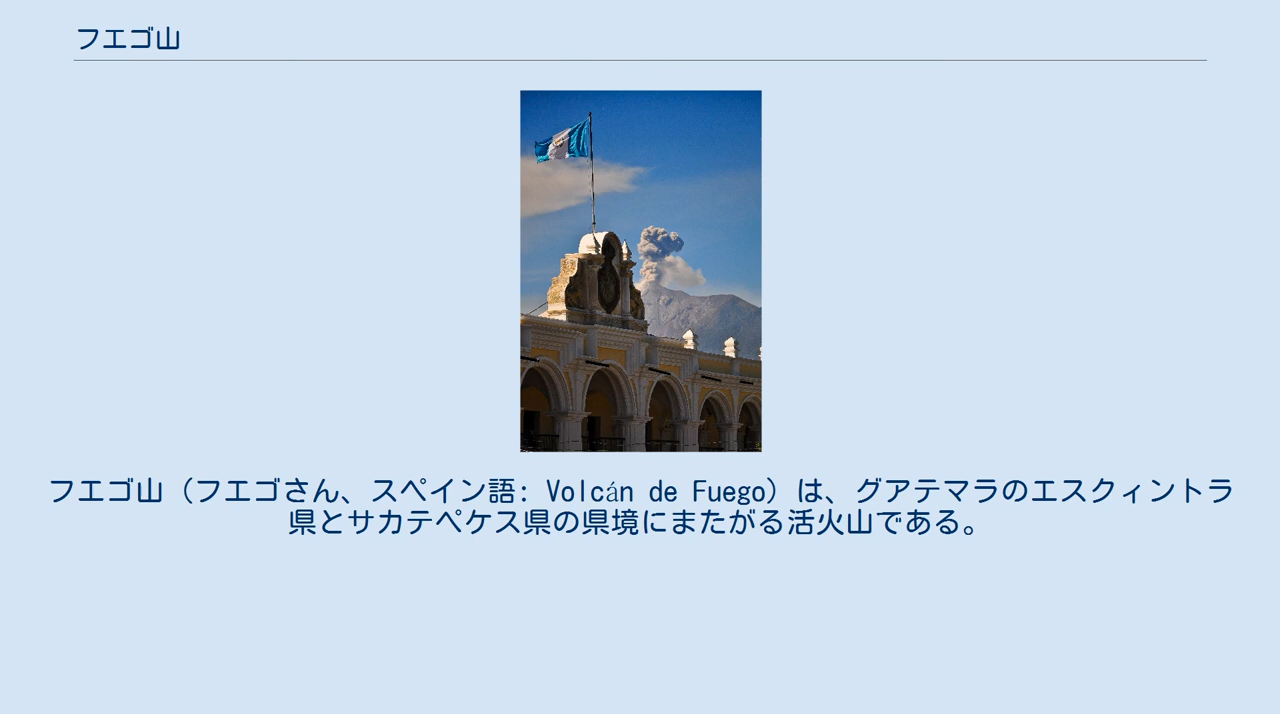 フエゴ山
フエゴ山（フエゴさん、スペイン語: Volcán de Fuego）は、グアテマラのエスクィントラ
県とサカテペケス県の県境にまたがる活火山である。